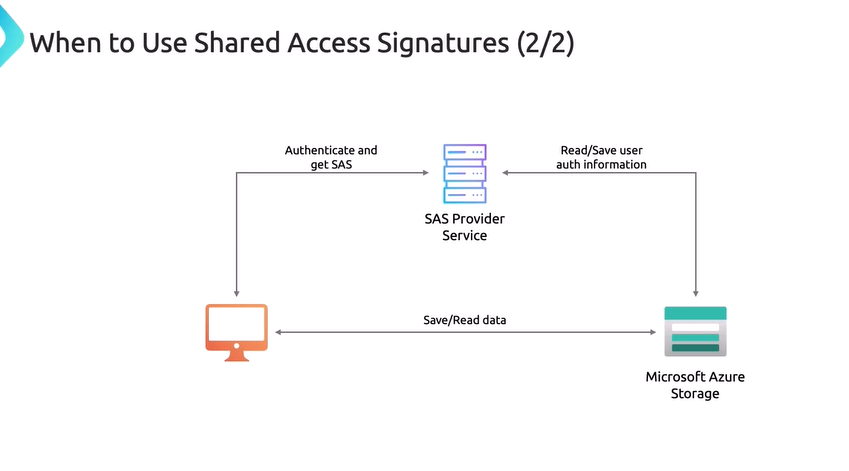 When to Use Shared Access Signatures (2/2)
Authenticate and
get SAS
Read/Save user
auth information
SAS Provider
Service
Save/Read data
Microsoft Azure
Storage